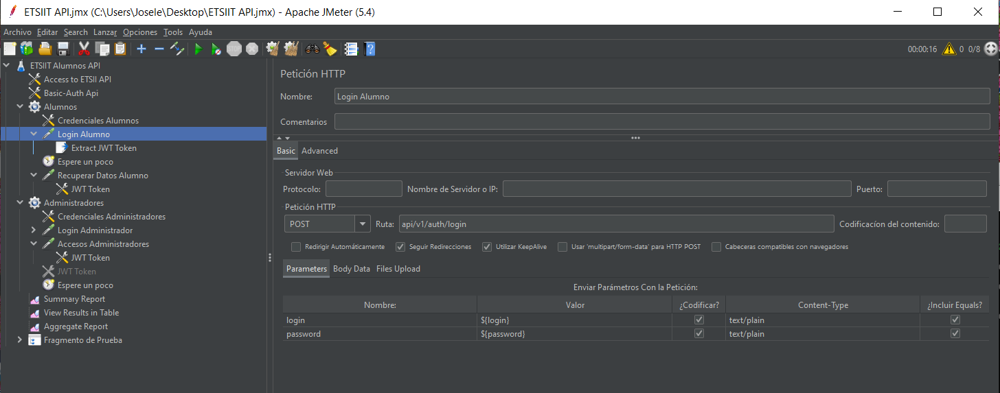 ETSIIT API.jmx (C:\Users\Josele\Desktop\ETSIIT API.jmx) - Apache JMeter (5.4)
Archivo Editar Search Lanzar Opciones Tools Ayuda
STOP 00:00:16 0 0/8
ETSIIT Alumnos API
Access to ETSII API
Basic-Auth Api
Alumnos
Credenciales Alumnos
Login Alumno
Extract JWT Token
Espere un poco
Recuperar Datos Alumno
JWT Token
Administradores
Credenciales Administradores
Login Administrador
Accesos Administradores
JWT Token
JWT Token
Espere un poco
Summary Report
View Results in Table
Aggregate Report
Fragmento de Prueba
Petición HTTP
Nombre: Login Alumno
Comentarios
Basic Advanced
Servidor Web
Protocolo: Nombre de Servidor o IP: Puerto:
Petición HTTP
POST Ruta: api/v1/auth/login Codificacíon del contenido:
Redirigir Automáticamente Seguir Redirecciones Utilizar KeepAlive Usar 'multipart/form-data' para HTTP POST Cabeceras compatibles con navegadores
Parameters Body Data Files Upload
Enviar Parámetros Con la Petición:
Nombre: Valor ¿Codificar? Content-Type ¿Incluir Equals?
login ${login} text/plain
password ${password} text/plain